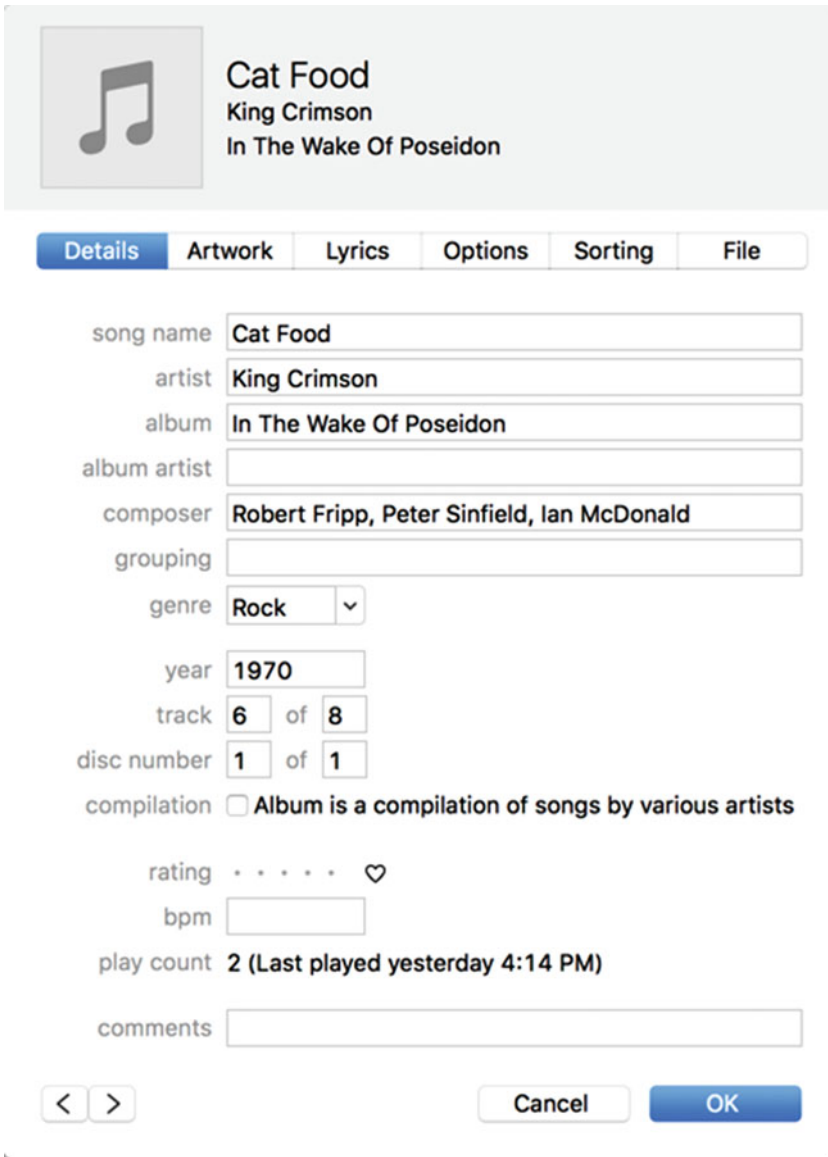 Cat Food
King Crimson
In The Wake Of Poseidon
Details Artwork Lyrics Options Sorting File
song name Cat Food
artist King Crimson
album In The Wake Of Poseidon
album artist
composer Robert Fripp, Peter Sinfield, Ian McDonald
grouping
genre Rock
year 1970
track 6 of 8
disc number 1 of 1
compilation Album is a compilation of songs by various artists
rating
bpm
play count 2 (Last played yesterday 4:14 PM)
comments
< > Cancel OK